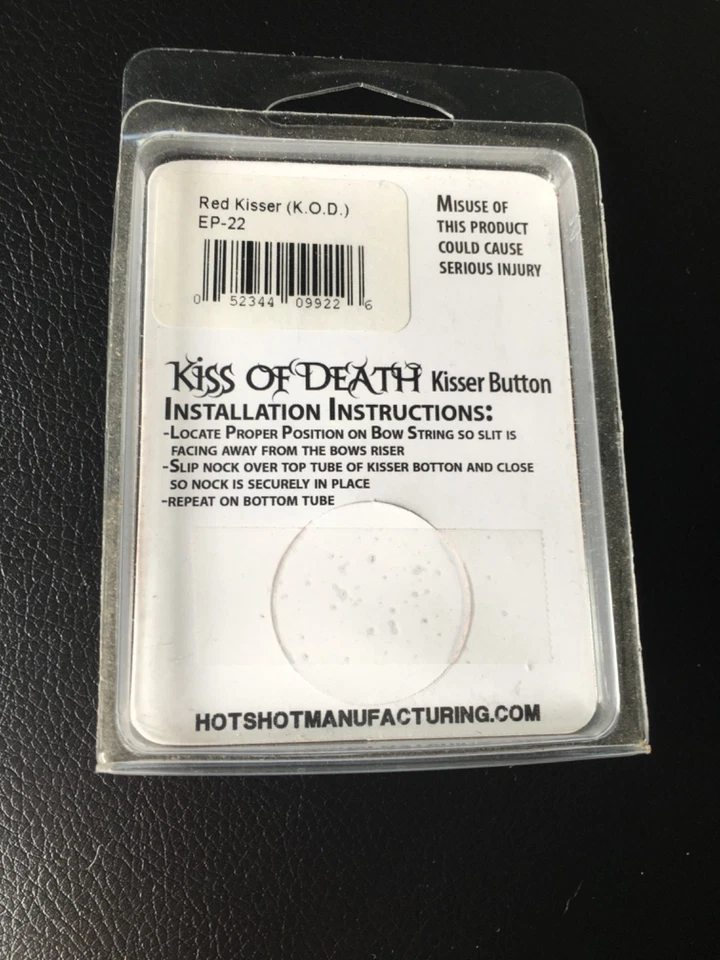 Red Kisser (K.O.D.)
EP-22
0 52344 09922 6
MISUSE OF
THIS PRODUCT
COULD CAUSE
SERIOUS INJURY
KISS OF DEATH Kisser Button
INSTALLATION INSTRUCTIONS:
-LOCATE PROPER POSITION ON BOW STRING SO SLIT IS
FACING AWAY FROM THE BOWS RISER
-SLIP NOCK OVER TOP TUBE OF KISSER BOTTON AND CLOSE
SO NOCK IS SECURELY IN PLACE
-REPEAT ON BOTTOM TUBE
HOTSHOTMANUFACTURING.COM